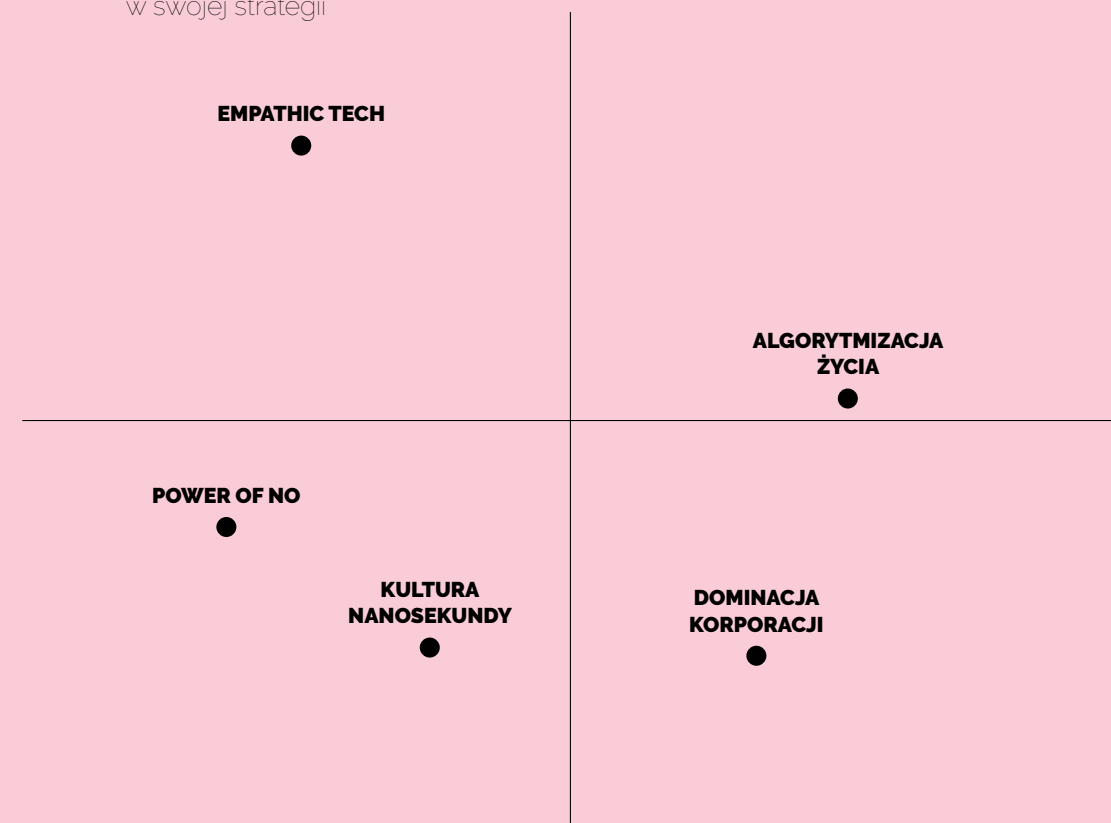 w swojej strategii
EMPATHIC TECH
ALGORYTMIZACJA
ŻYCIA
POWER OF NO
KULTURA
NANOSEKUNDY
DOMINACJA
KORPORACJI